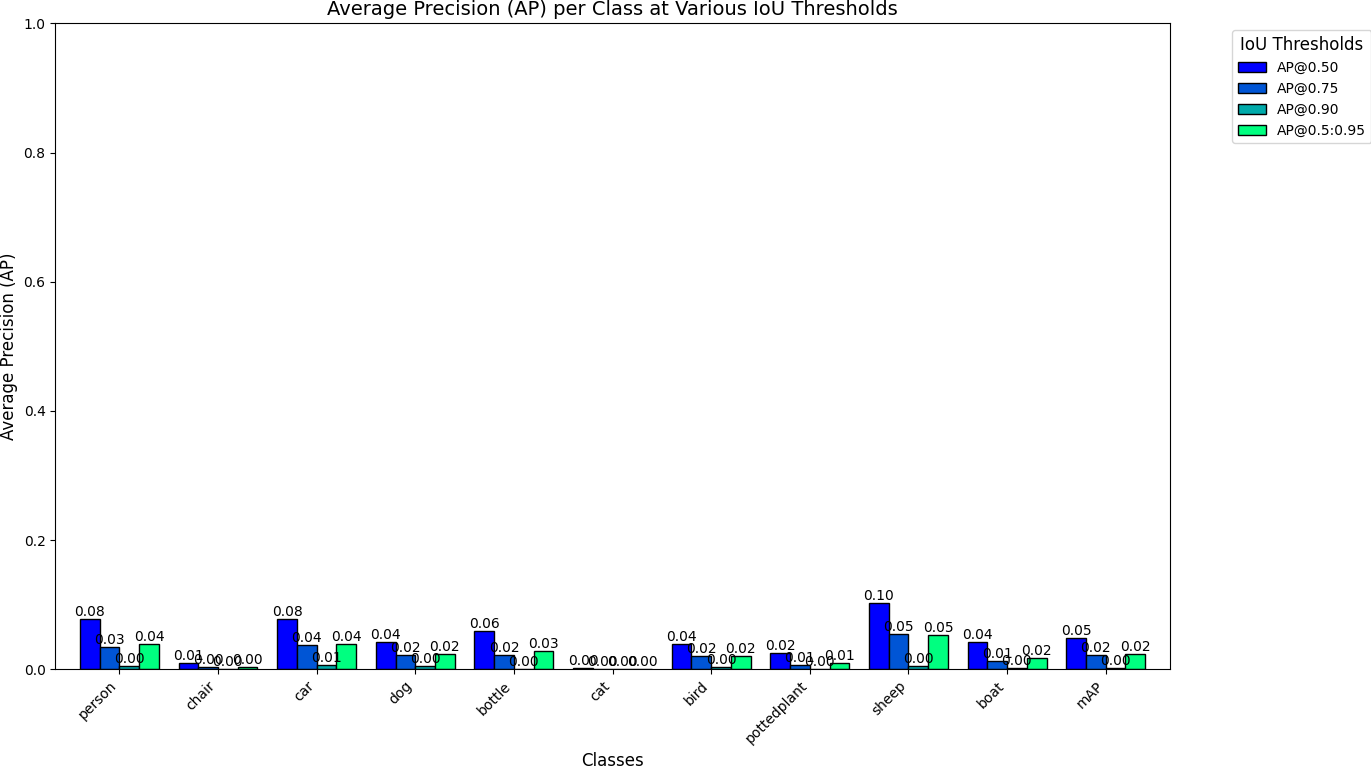 Average Precision (AP) per Class at Various IoU Thresholds
1.0
0.8
0.6
0.4
0.2
0.0
Average Precision (AP)
0.08
0.03
0.00
0.04
0.01
0.00
0.00
0.00
0.08
0.04
0.01
0.04
0.04
0.02
0.00
0.02
0.06
0.02
0.00
0.03
0.00
0.00
0.00
0.00
0.04
0.02
0.00
0.02
0.02
0.01
0.00
0.01
0.10
0.05
0.00
0.05
0.04
0.01
0.00
0.02
0.05
0.02
0.00
0.02
person
chair
car
dog
bottle
cat
bird
pottedplant
sheep
boat
mAP
Classes
IoU Thresholds
AP@0.50
AP@0.75
AP@0.90
AP@0.5:0.95